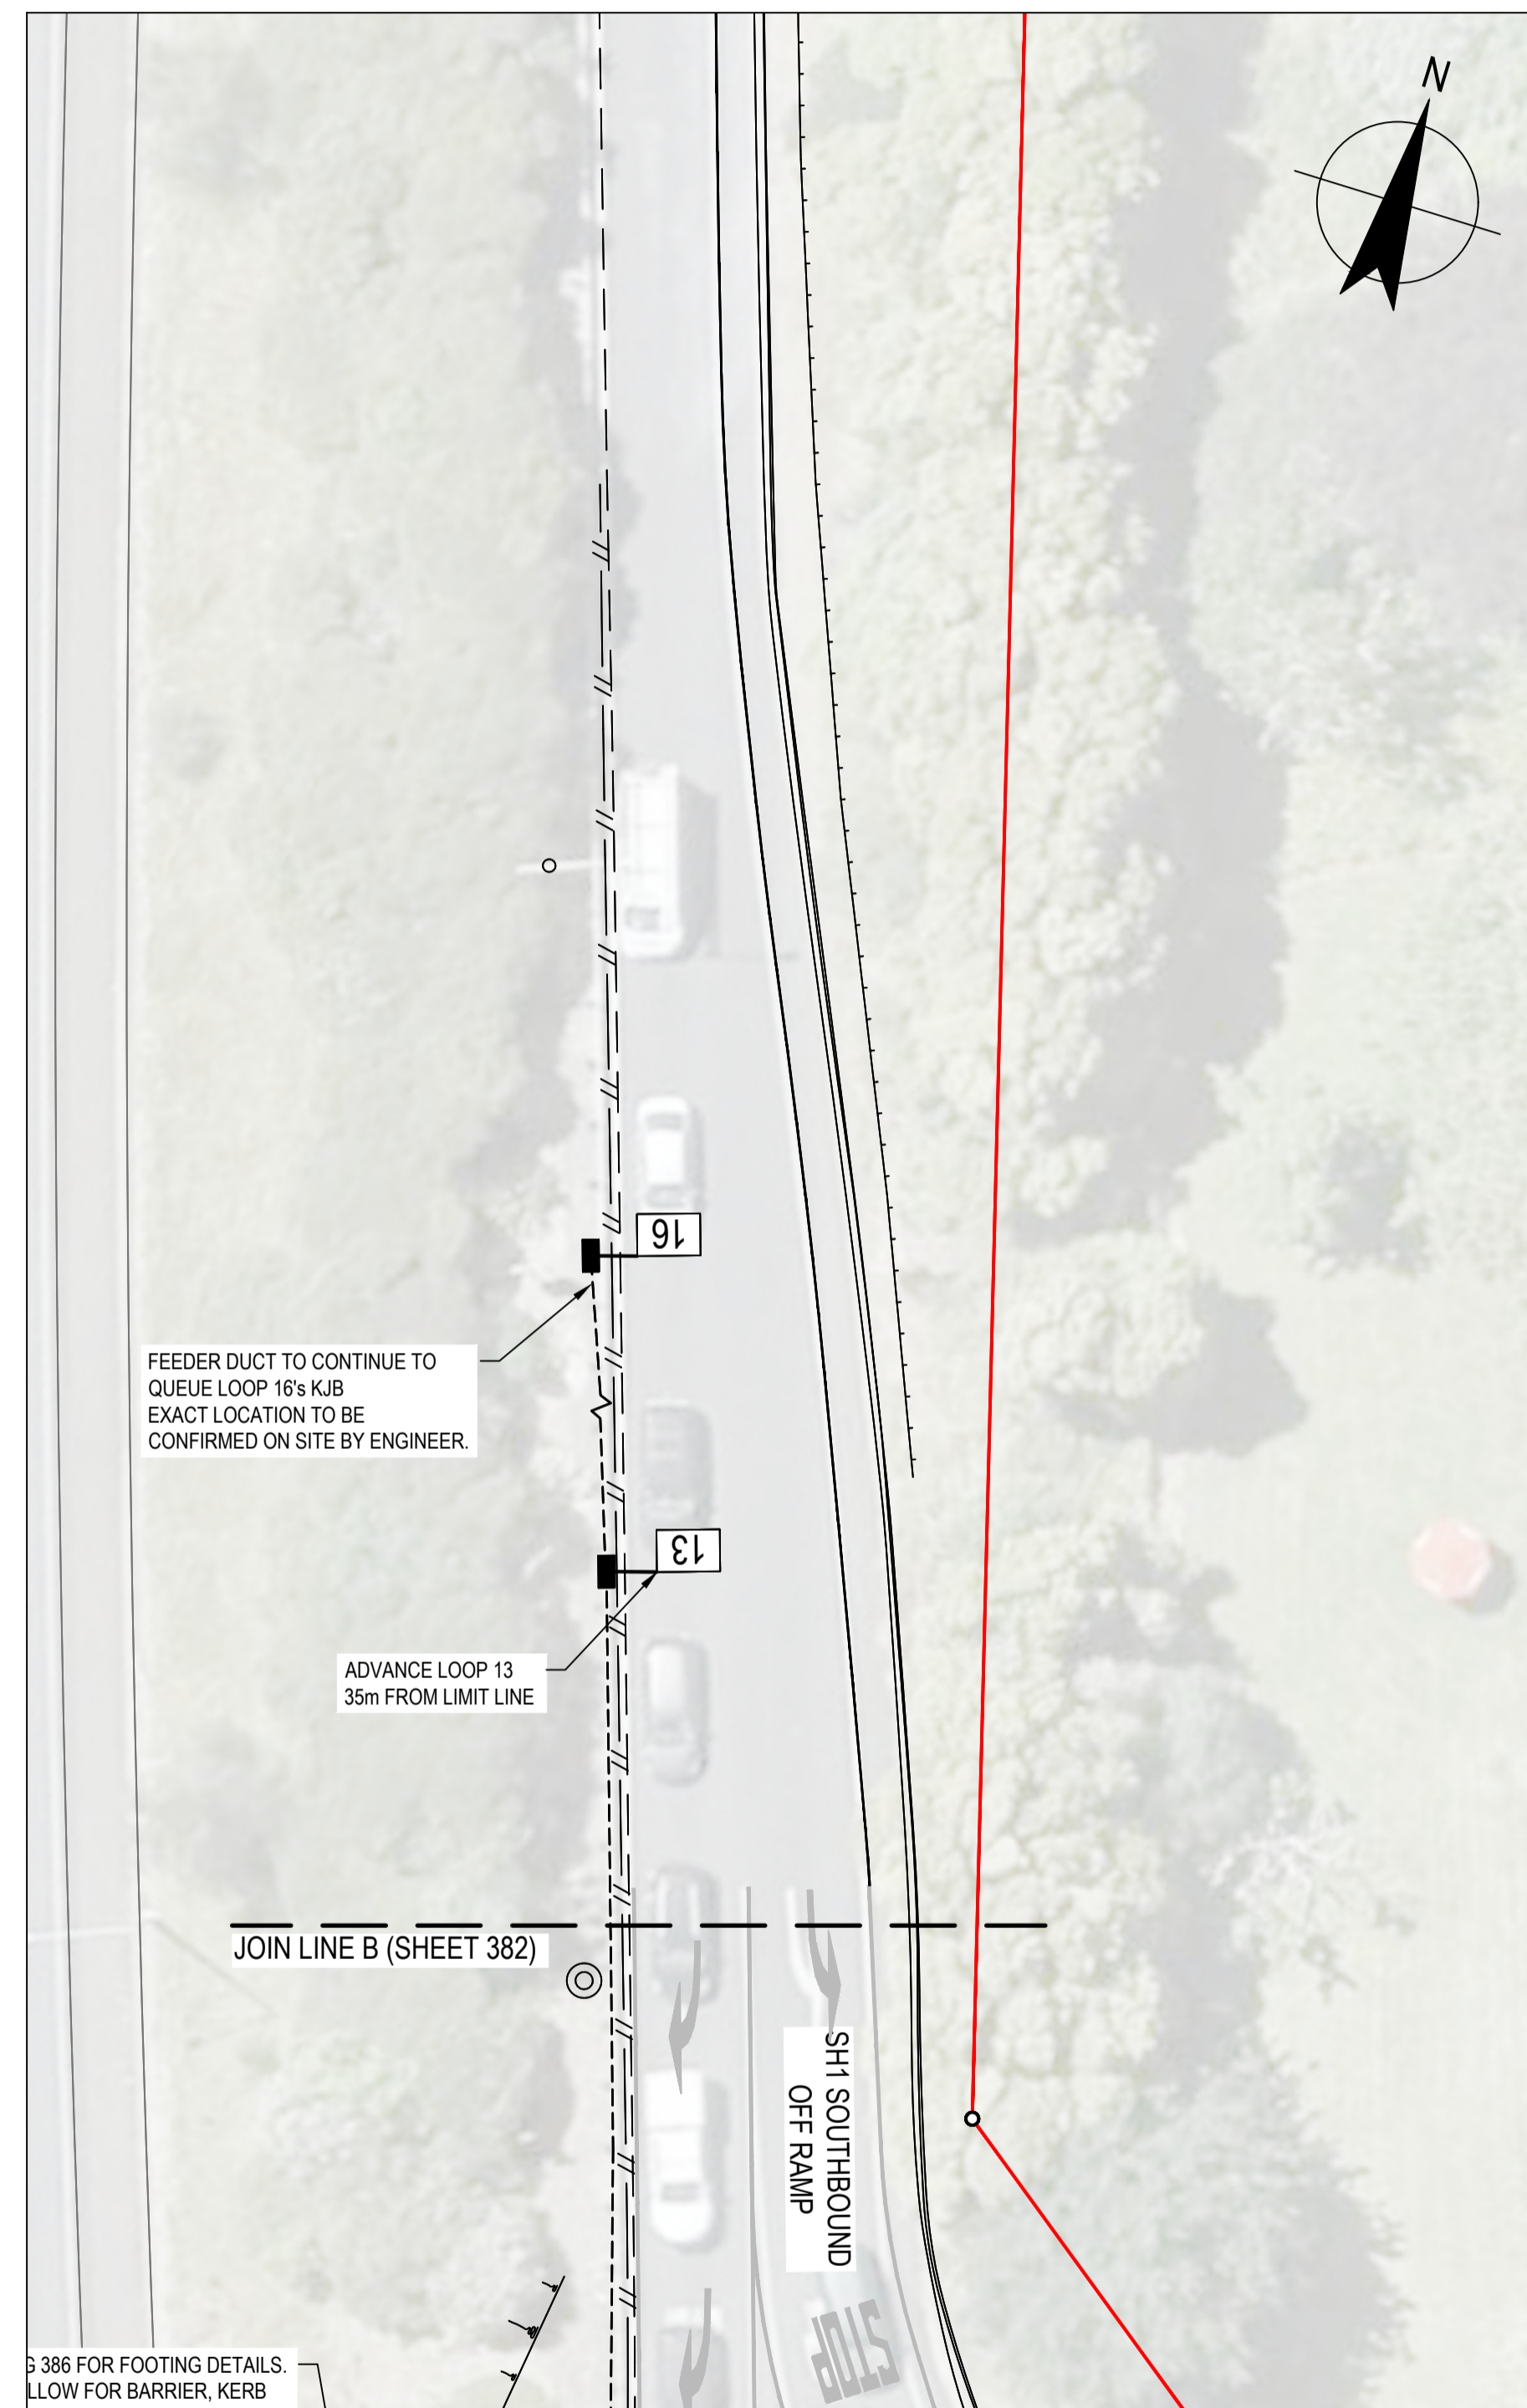 N
16
FEEDER DUCT TO CONTINUE TO
QUEUE LOOP 16's KJB
EXACT LOCATION TO BE
CONFIRMED ON SITE BY ENGINEER.
13
ADVANCE LOOP 13
35m FROM LIMIT LINE
JOIN LINE B (SHEET 382)
SH1 SOUTHBOUND
OFF RAMP
STOP
386 FOR FOOTING DETAILS.
FOR BARRIER, KERB